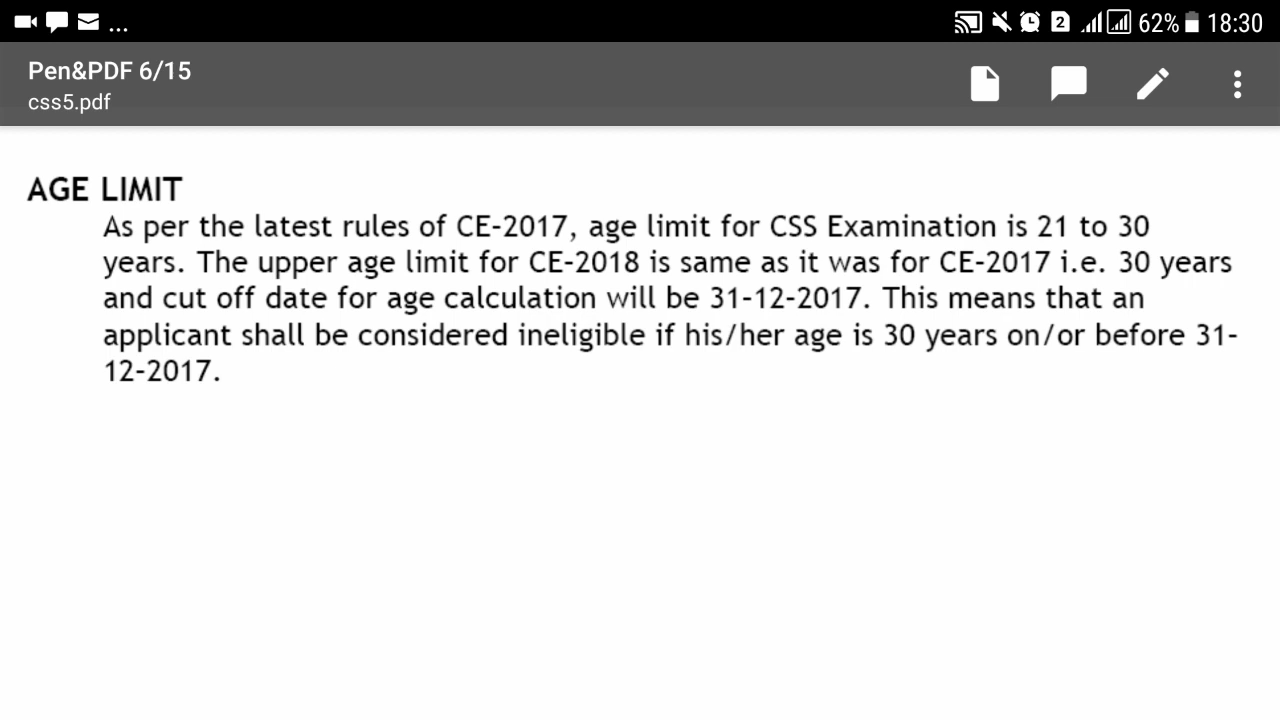 ... 2 62% 18:30
Pen&PDF 6/15
css5.pdf
AGE LIMIT
As per the latest rules of CE-2017, age limit for CSS Examination is 21 to 30
years. The upper age limit for CE-2018 is same as it was for CE-2017 i.e. 30 years
and cut off date for age calculation will be 31-12-2017. This means that an
applicant shall be considered ineligible if his/her age is 30 years on/or before 31-
12-2017.